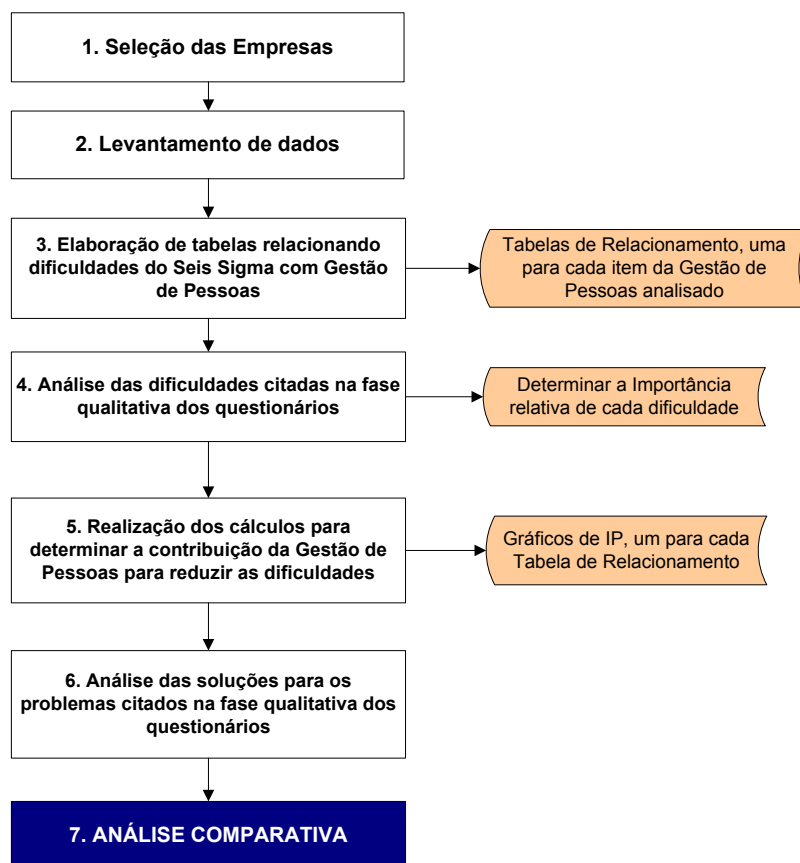 1. Seleção das Empresas
2. Levantamento de dados
3. Elaboração de tabelas relacionando
dificuldades do Seis Sigma com Gestão
de Pessoas
Tabelas de Relacionamento, uma
para cada item da Gestão de
Pessoas analisado
4. Análise das dificuldades citadas na fase
qualitativa dos questionários
Determinar a Importância
relativa de cada dificuldade
5. Realização dos cálculos para
determinar a contribuição da Gestão de
Pessoas para reduzir as dificuldades
Gráficos de IP, um para cada
Tabela de Relacionamento
6. Análise das soluções para os
problemas citados na fase qualitativa dos
questionários
7. ANÁLISE COMPARATIVA